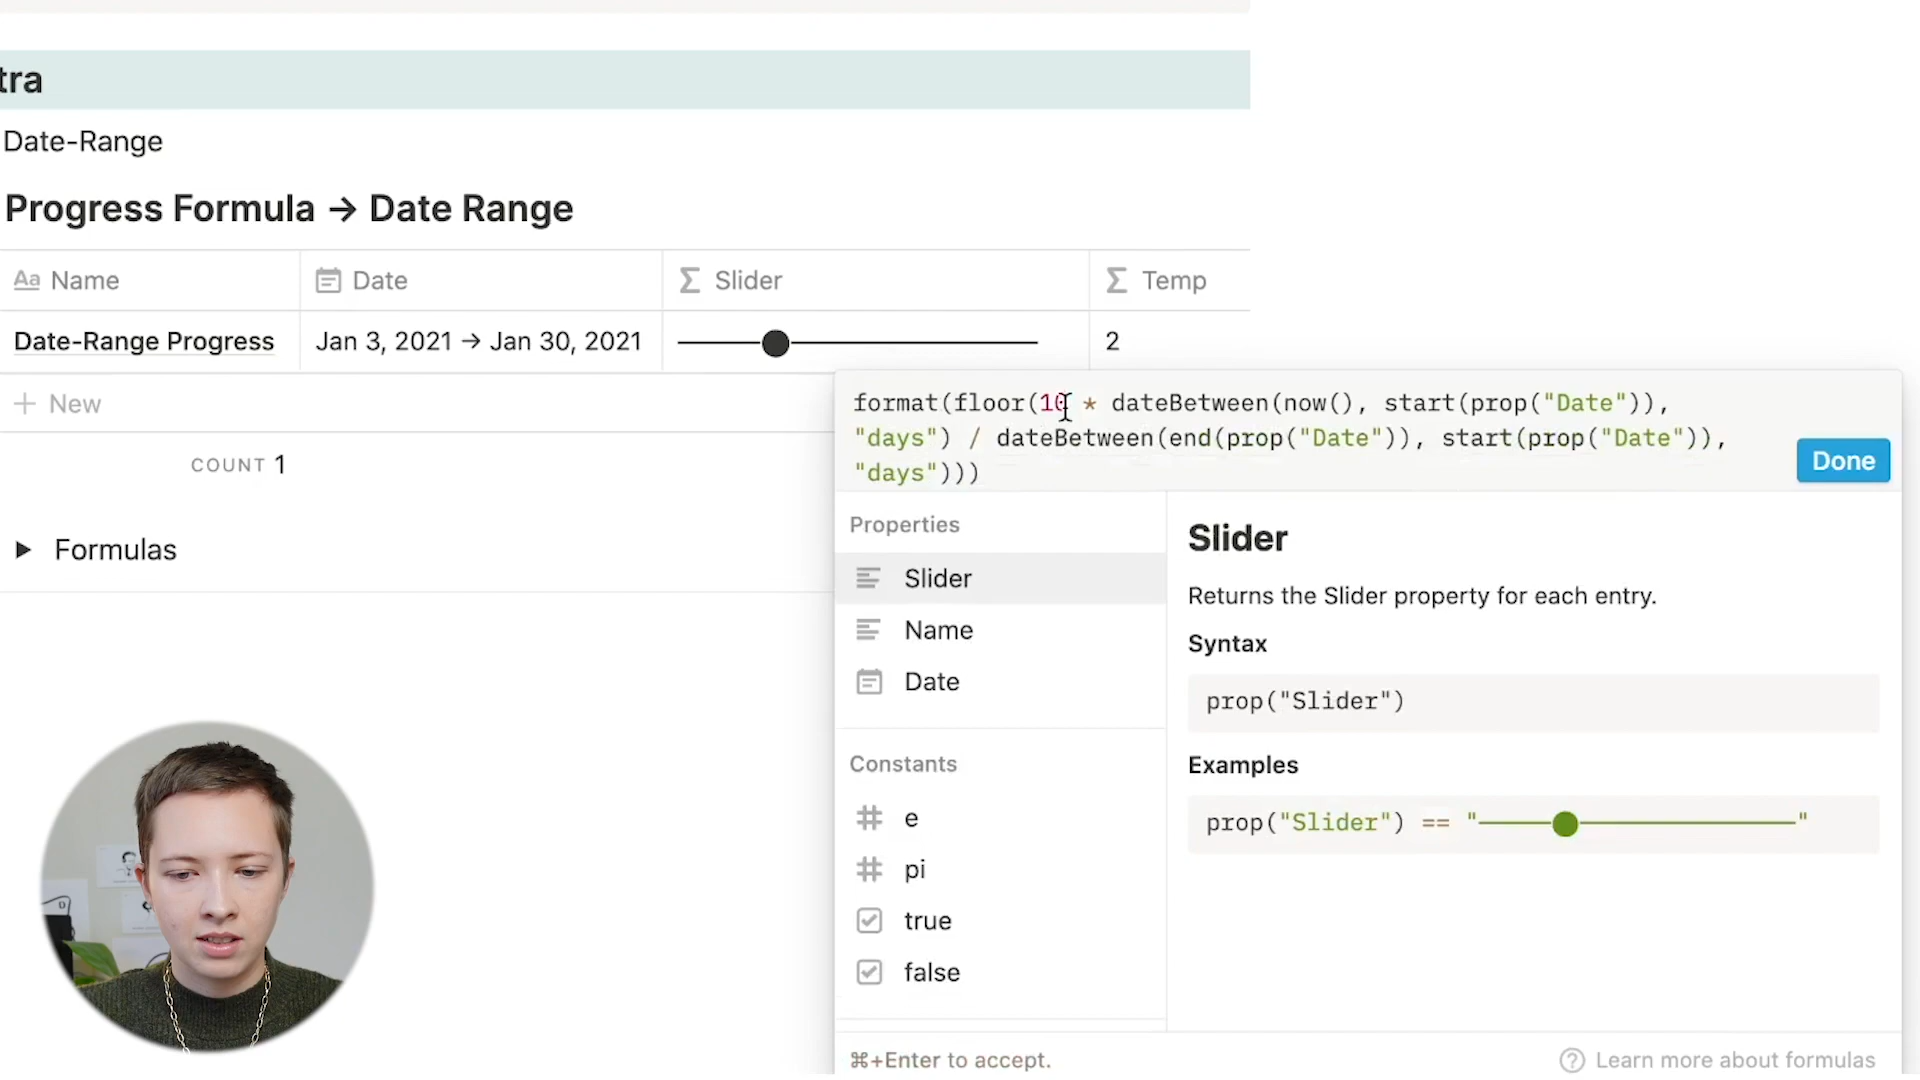 tra
Date-Range
Progress Formula → Date Range
Aa Name Date Σ Slider Σ Temp
Date-Range Progress Jan 3, 2021 → Jan 30, 2021 2
+ New
COUNT 1
Formulas
format(floor(10 * dateBetween(now(), start(prop("Date")),
"days") / dateBetween(end(prop("Date")), start(prop("Date")),
"days")))
Done
Properties
Slider
Name
Date
Constants
e
pi
true
false
Slider
Returns the Slider property for each entry.
Syntax
prop("Slider")
Examples
prop("Slider") == "——●————"
⌘+Enter to accept.
? Learn more about formulas